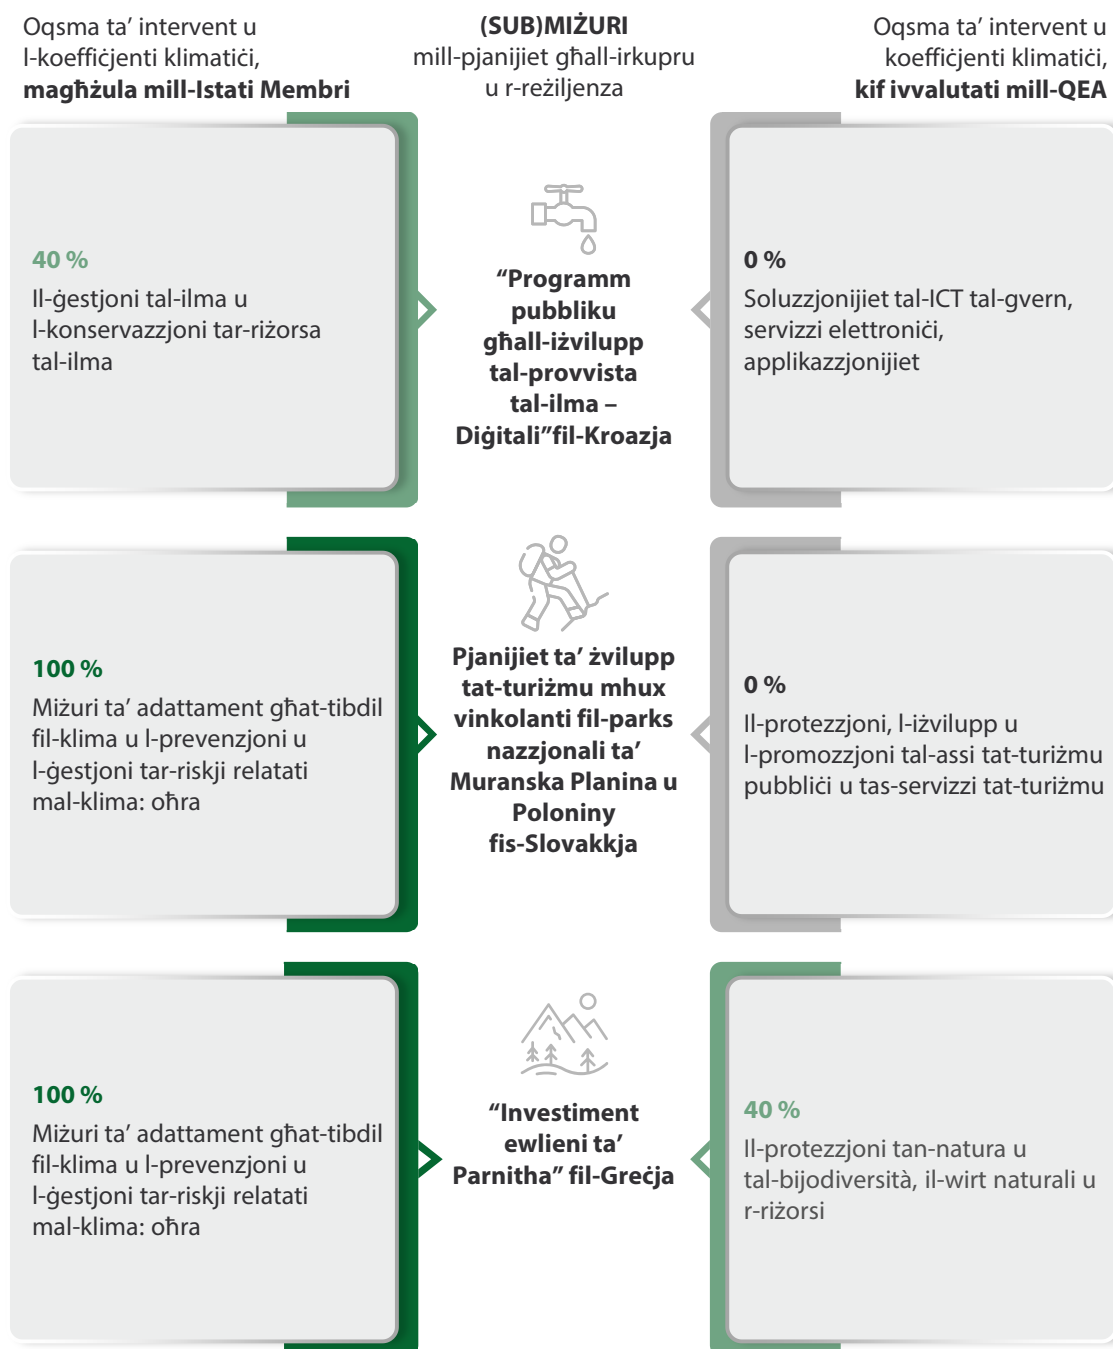 Oqsma ta’ intervent u
l-koeffiċjenti klimatiċi,
magħżula mill-Istati Membri
(SUB)MIŻURI
mill-pjanijiet għall-irkupru
u r-reżiljenza
Oqsma ta’ intervent u
koeffiċjenti klimatiċi,
kif ivvalutati mill-QEA
40 %
Il-ġestjoni tal-ilma u
l-konservazzjoni tar-riżorsa
tal-ilma
“Programm
pubbliku
għall-iżvilupp
tal-provvista
tal-ilma –
Diġitali”fil-Kroazja
0 %
Soluzzjonijiet tal-ICT tal-gvern,
servizzi elettroniċi,
applikazzjonijiet
100 %
Miżuri ta’ adattament għat-tibdil
fil-klima u l-prevenzjoni u
l-ġestjoni tar-riskji relatati
mal-klima: oħra
Pjanijiet ta’ żvilupp
tat-turiżmu mhux
vinkolanti fil-parks
nazzjonali ta’
Muranska Planina u
Poloniny
fis-Slovakkja
0 %
Il-protezzjoni, l-iżvilupp u
l-promozzjoni tal-assi tat-turiżmu
pubbliċi u tas-servizzi tat-turiżmu
100 %
Miżuri ta’ adattament għat-tibdil
fil-klima u l-prevenzjoni u
l-ġestjoni tar-riskji relatati
mal-klima: oħra
“Investiment
ewlieni ta’
Parnitha” fil-Greċja
40 %
Il-protezzjoni tan-natura u
tal-bijodiversità, il-wirt naturali u
r-riżorsi